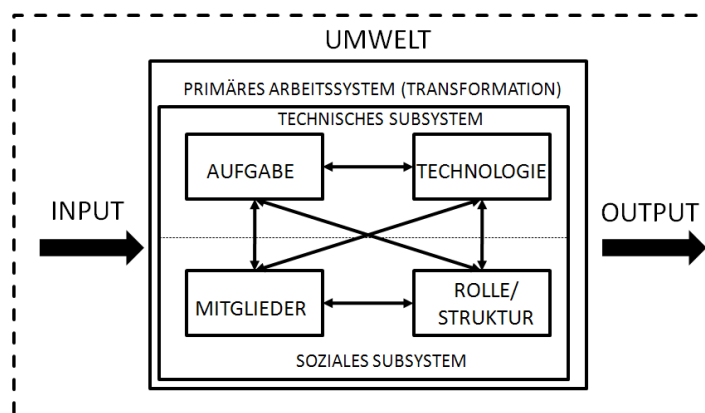 UMWELT
PRIMÄRES ARBEITSSYSTEM (TRANSFORMATION)
TECHNISCHES SUBSYSTEM
AUFGABE
TECHNOLOGIE
INPUT
OUTPUT
MITGLIEDER
ROLLE/
STRUKTUR
SOZIALES SUBSYSTEM